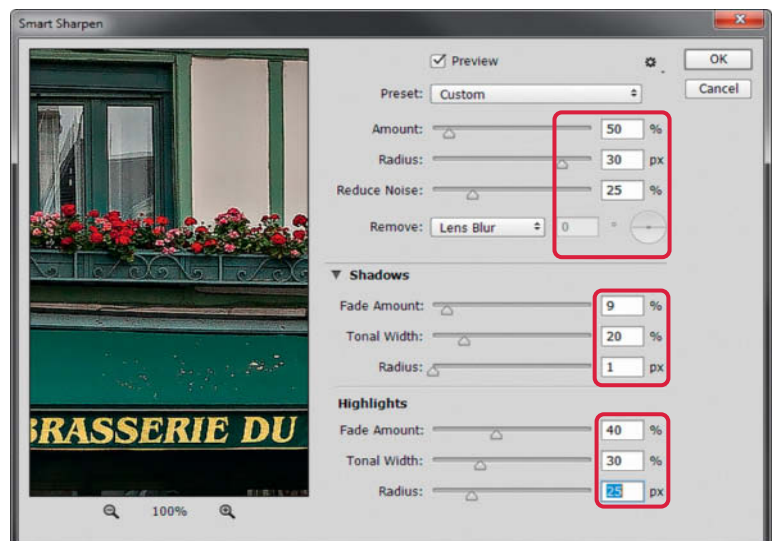 Smart Sharpen
Preview
OK
Preset: Custom
Cancel
Amount: 50 %
Radius: 30 px
Reduce Noise: 25 %
Remove: Lens Blur 0 °
Shadows
Fade Amount: 9 %
Tonal Width: 20 %
Radius: 1 px
Highlights
Fade Amount: 40 %
Tonal Width: 30 %
Radius: 25 px
BRASSERIE DU
100%